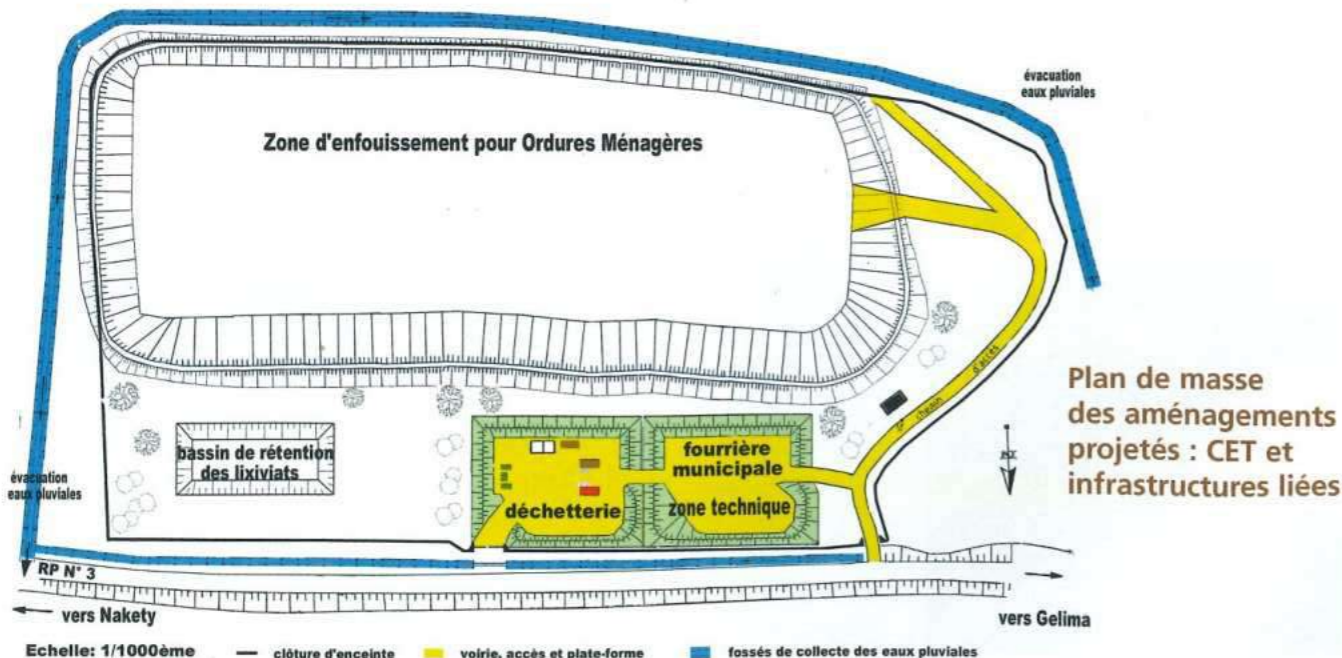 évacuation
eaux pluviales
Zone d'enfouissement pour Ordures Ménagères
chemin d'accès
Plan de masse
des aménagements
projetés : CET et
infrastructures liées
bassin de rétention
des lixiviats
fourrière
municipale
déchetterie
zone technique
évacuation
eaux pluviales
RP N° 3
vers Nakety
vers Gelima
Echelle: 1/1000ème
clôture d'enceinte
voirie, accès et plate-forme
fossés de collecte des eaux pluviales